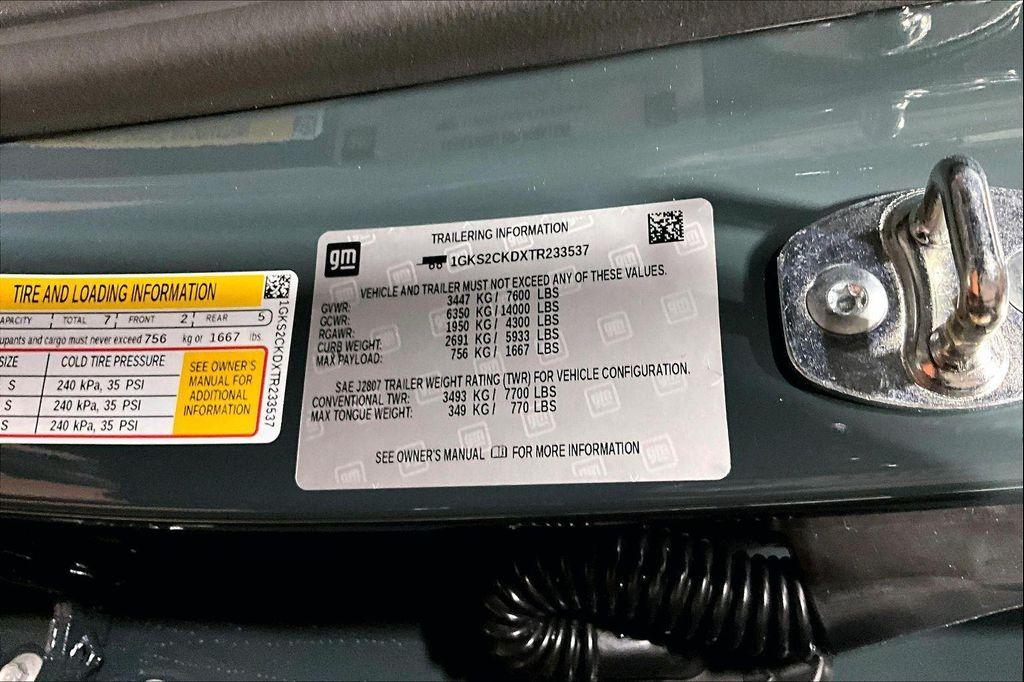 TIRE AND LOADING INFORMATION
APACITY TOTAL 7 FRONT 2 REAR 5
upants and cargo must never exceed 756 kg or 1667 lbs.
SIZE COLD TIRE PRESSURE
S 240 kPa, 35 PSI
S 240 kPa, 35 PSI
S 240 kPa, 35 PSI
SEE OWNER'S
MANUAL FOR
ADDITIONAL
INFORMATION
1GKS2CKDXTR233537
gm
TRAILERING INFORMATION
1GKS2CKDXTR233537
VEHICLE AND TRAILER MUST NOT EXCEED ANY OF THESE VALUES.
GVWR: 3447 KG/ 7600 LBS
GCWR: 6350 KG/ 14000 LBS
RGAWR: 1950 KG/ 4300 LBS
CURB WEIGHT: 2691 KG/ 5933 LBS
MAX PAYLOAD: 756 KG/ 1667 LBS
SAE J2807 TRAILER WEIGHT RATING (TWR) FOR VEHICLE CONFIGURATION.
CONVENTIONAL TWR: 3493 KG/ 7700 LBS
MAX TONGUE WEIGHT: 349 KG/ 770 LBS
SEE OWNER'S MANUAL FOR MORE INFORMATION